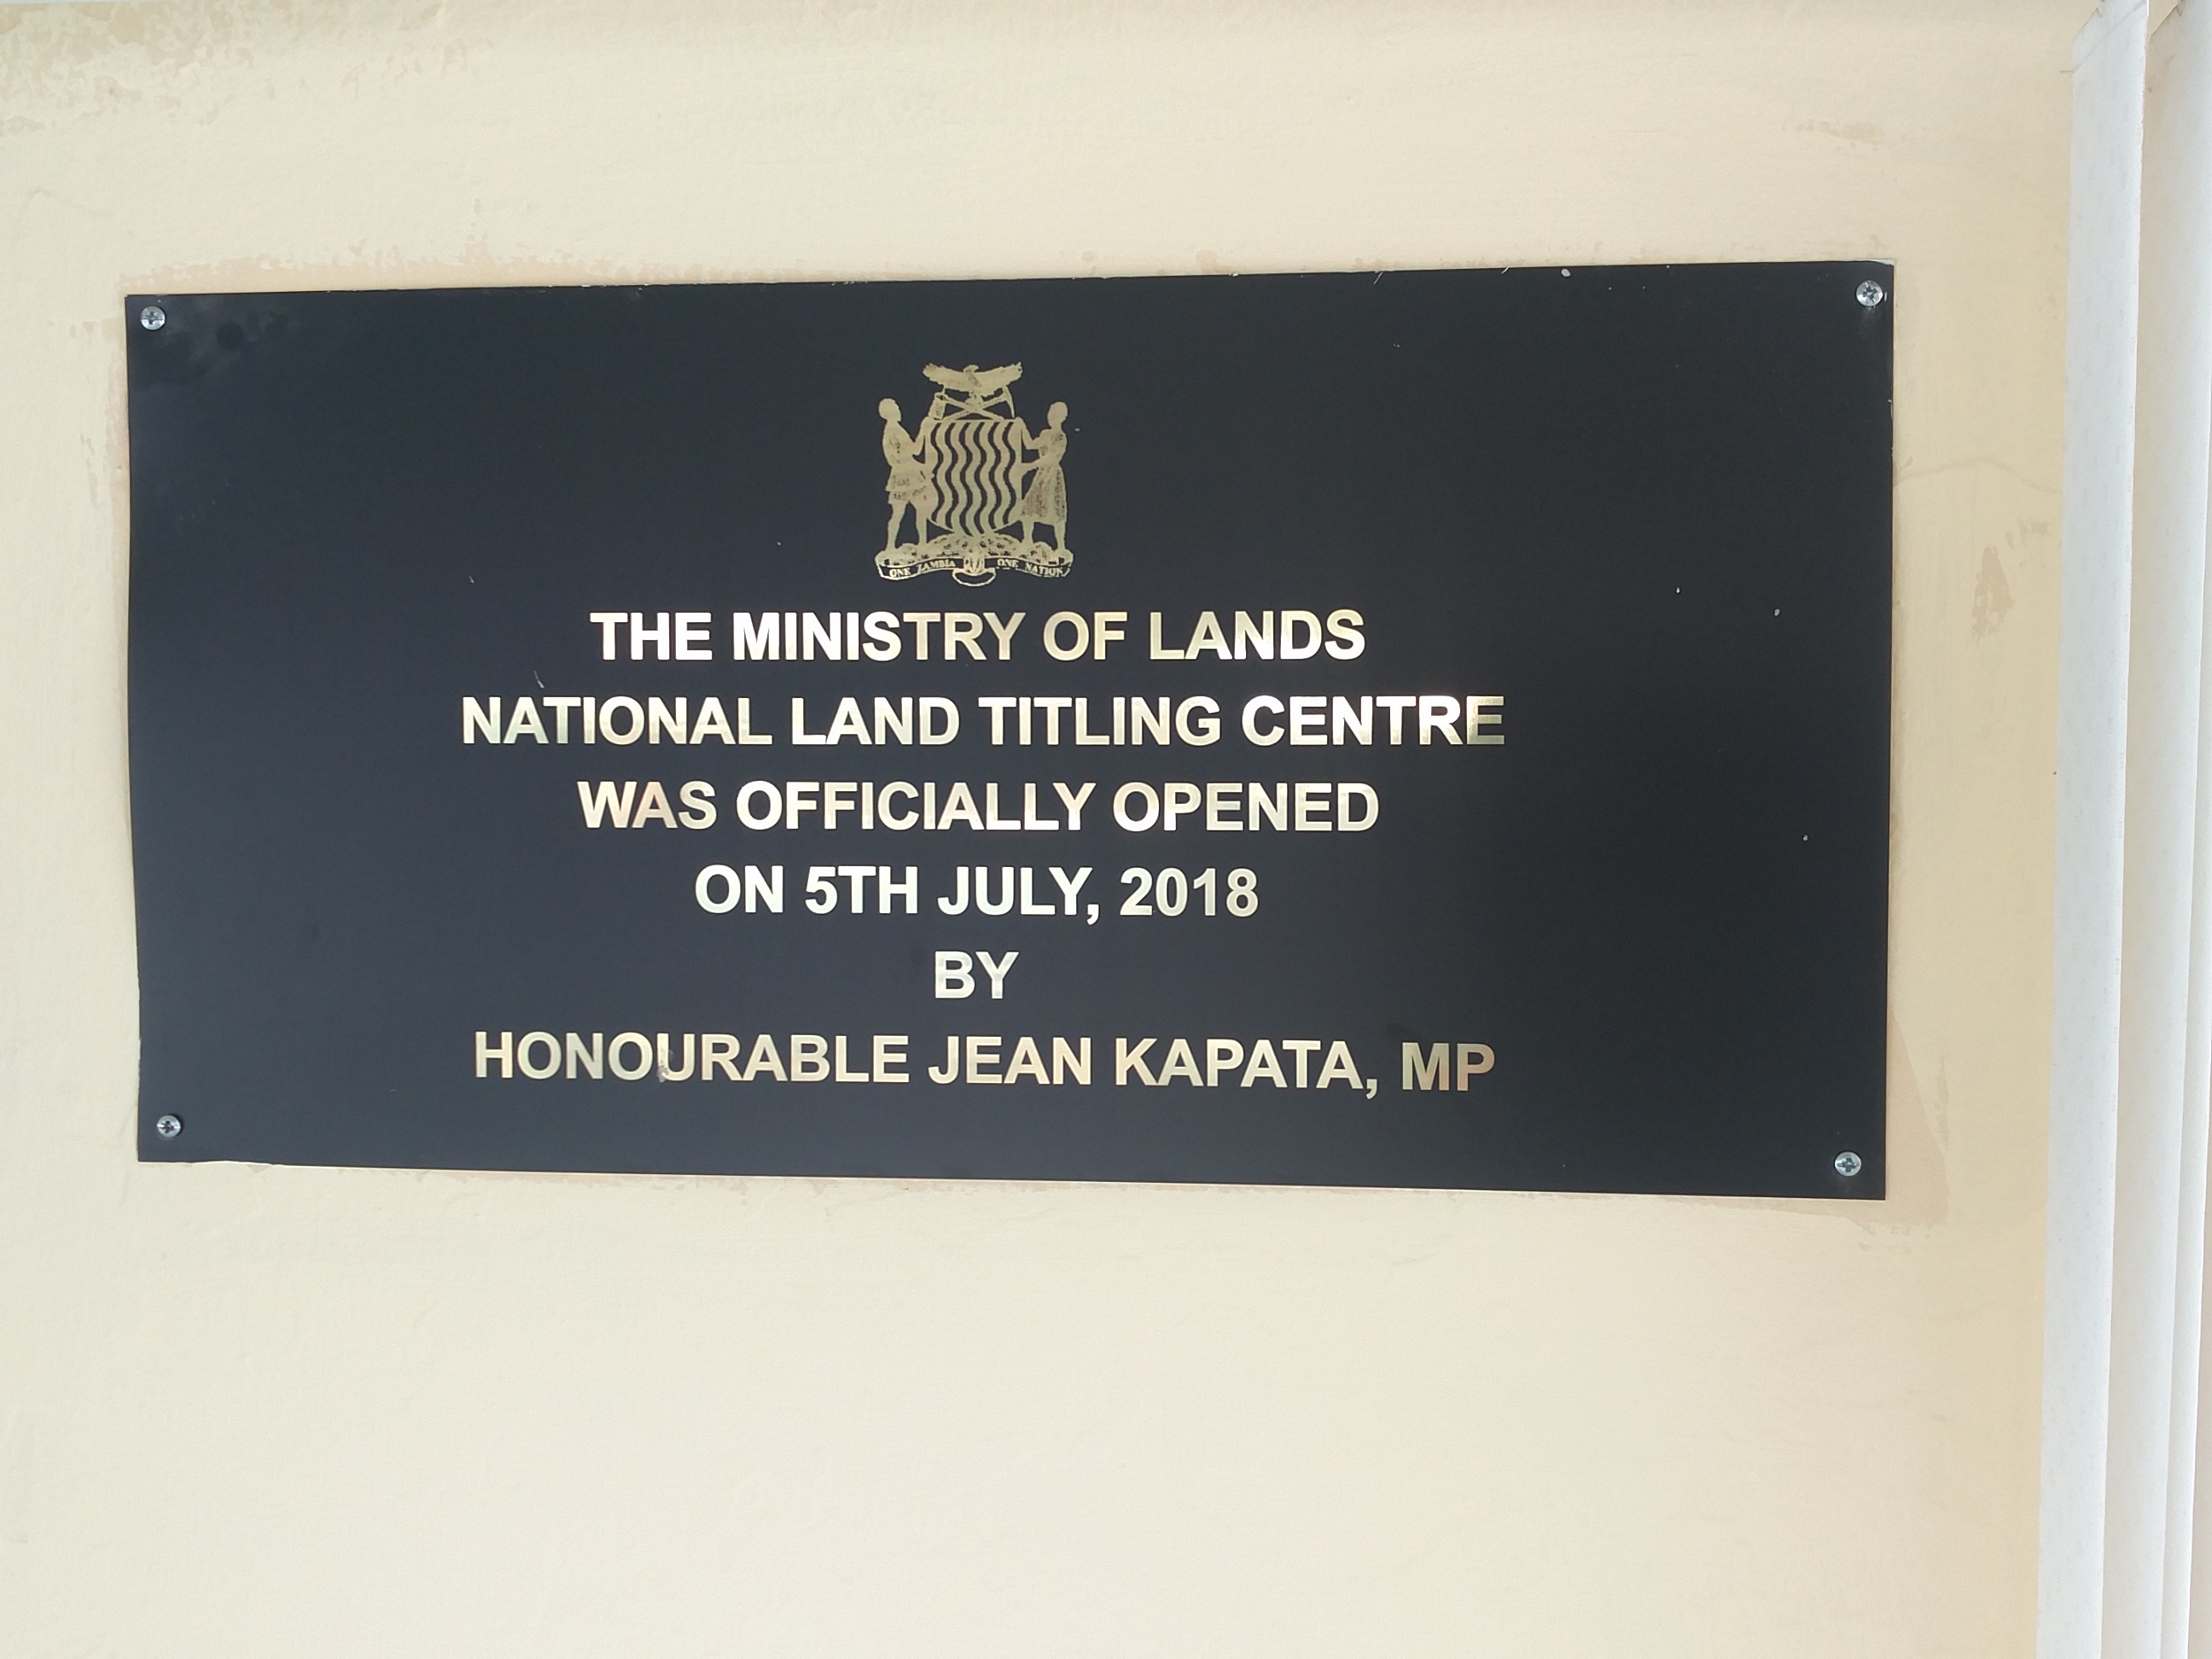 ONE ZAMBIA ONE NATION
THE MINISTRY OF LANDS
NATIONAL LAND TITLING CENTRE
WAS OFFICIALLY OPENED
ON 5TH JULY, 2018
BY
HONOURABLE JEAN KAPATA, MP